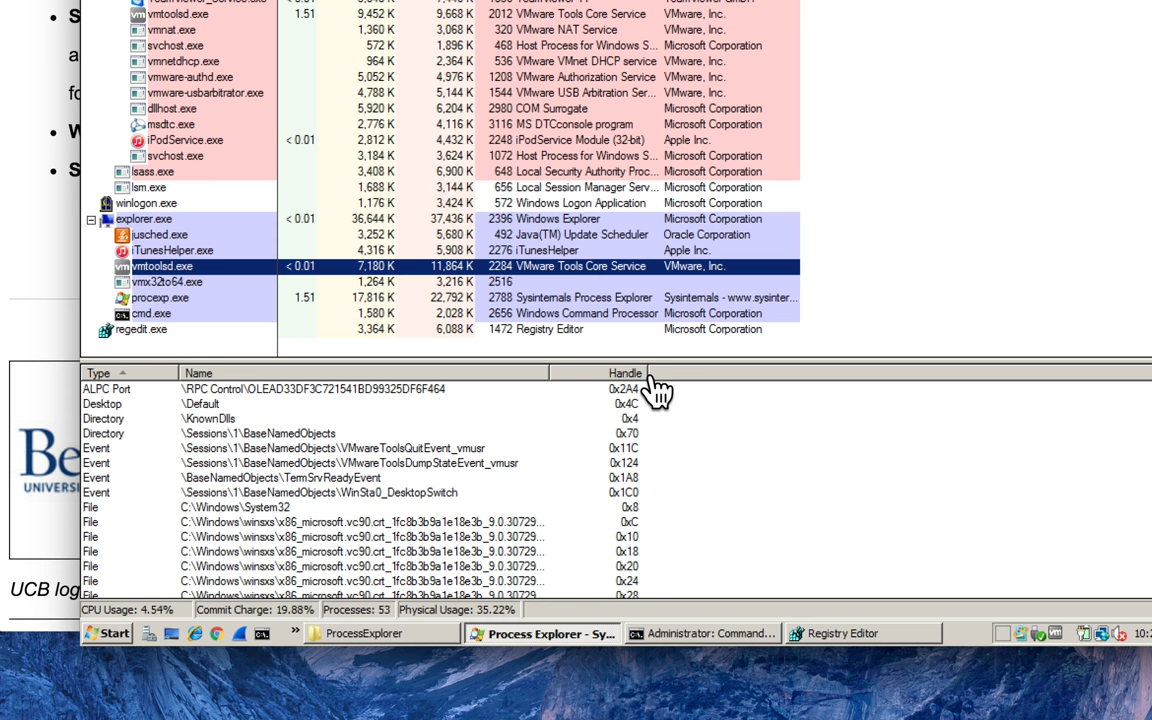 S
a
fo
W
S
vmtoolsd.exe 1.51 9,452 K 9,668 K 2012 VMware Tools Core Service VMware, Inc.
vmnat.exe 1,360 K 3,068 K 320 VMware NAT Service VMware, Inc.
svchost.exe 572 K 1,896 K 468 Host Process for Windows S... Microsoft Corporation
vmnetdhcp.exe 964 K 2,364 K 536 VMware VMnet DHCP service VMware, Inc.
vmware-authd.exe 5,052 K 4,976 K 1208 VMware Authorization Service VMware, Inc.
vmware-usbarbitrator.exe 4,788 K 5,144 K 1544 VMware USB Arbitration Ser... VMware, Inc.
dllhost.exe 5,920 K 6,204 K 2980 COM Surrogate Microsoft Corporation
msdtc.exe 2,776 K 4,116 K 3116 MS DTCconsole program Microsoft Corporation
iPodService.exe < 0.01 2,812 K 4,432 K 2248 iPodService Module (32-bit) Apple Inc.
svchost.exe 3,184 K 3,624 K 1072 Host Process for Windows S... Microsoft Corporation
lsass.exe 3,408 K 6,900 K 648 Local Security Authority Proc... Microsoft Corporation
lsm.exe 1,688 K 3,144 K 656 Local Session Manager Serv... Microsoft Corporation
winlogon.exe 1,176 K 3,424 K 572 Windows Logon Application Microsoft Corporation
explorer.exe < 0.01 36,644 K 37,436 K 2396 Windows Explorer Microsoft Corporation
jusched.exe 3,252 K 5,680 K 492 Java(TM) Update Scheduler Oracle Corporation
iTunesHelper.exe 4,316 K 5,908 K 2276 iTunesHelper Apple Inc.
vmtoolsd.exe < 0.01 7,180 K 11,864 K 2284 VMware Tools Core Service VMware, Inc.
vmx32to64.exe 1,264 K 3,216 K 2516
procexp.exe 1.51 17,816 K 22,792 K 2788 Sysinternals Process Explorer Sysinternals - www.sysinter...
cmd.exe 1,580 K 2,028 K 2656 Windows Command Processor Microsoft Corporation
regedit.exe 3,364 K 6,088 K 1472 Registry Editor Microsoft Corporation
Type Name Handle
ALPC Port \RPC Control\OLEAD33DF3C721541BD99325DF6F464 0x2A4
Desktop \Default 0x4C
Directory \KnownDlls 0x4
Directory \Sessions\1\BaseNamedObjects 0x70
Event \Sessions\1\BaseNamedObjects\VMwareToolsQuitEvent_vmusr 0x11C
Event \Sessions\1\BaseNamedObjects\VMwareToolsDumpStateEvent_vmusr 0x124
Event \BaseNamedObjects\TermSrvReadyEvent 0x1A8
Event \Sessions\1\BaseNamedObjects\WinSta0_DesktopSwitch 0x1C0
File C:\Windows\System32 0x8
File C:\Windows\winsxs\x86_microsoft.vc90.crt_1fc8b3b9a1e18e3b_9.0.30729... 0xC
File C:\Windows\winsxs\x86_microsoft.vc90.crt_1fc8b3b9a1e18e3b_9.0.30729... 0x10
File C:\Windows\winsxs\x86_microsoft.vc90.crt_1fc8b3b9a1e18e3b_9.0.30729... 0x18
File C:\Windows\winsxs\x86_microsoft.vc90.crt_1fc8b3b9a1e18e3b_9.0.30729... 0x20
File C:\Windows\winsxs\x86_microsoft.vc90.crt_1fc8b3b9a1e18e3b_9.0.30729... 0x24
File C:\Windows\winsxs\x86_microsoft.vc90.crt_1fc8b3b9a1e18e3b_9.0.30729... 0x28
Be
UNIVERSI
UCB log
CPU Usage: 4.54% Commit Charge: 19.88% Processes: 53 Physical Usage: 35.22%
Start » ProcessExplorer Process Explorer - Sy... Administrator: Command... Registry Editor 10:2